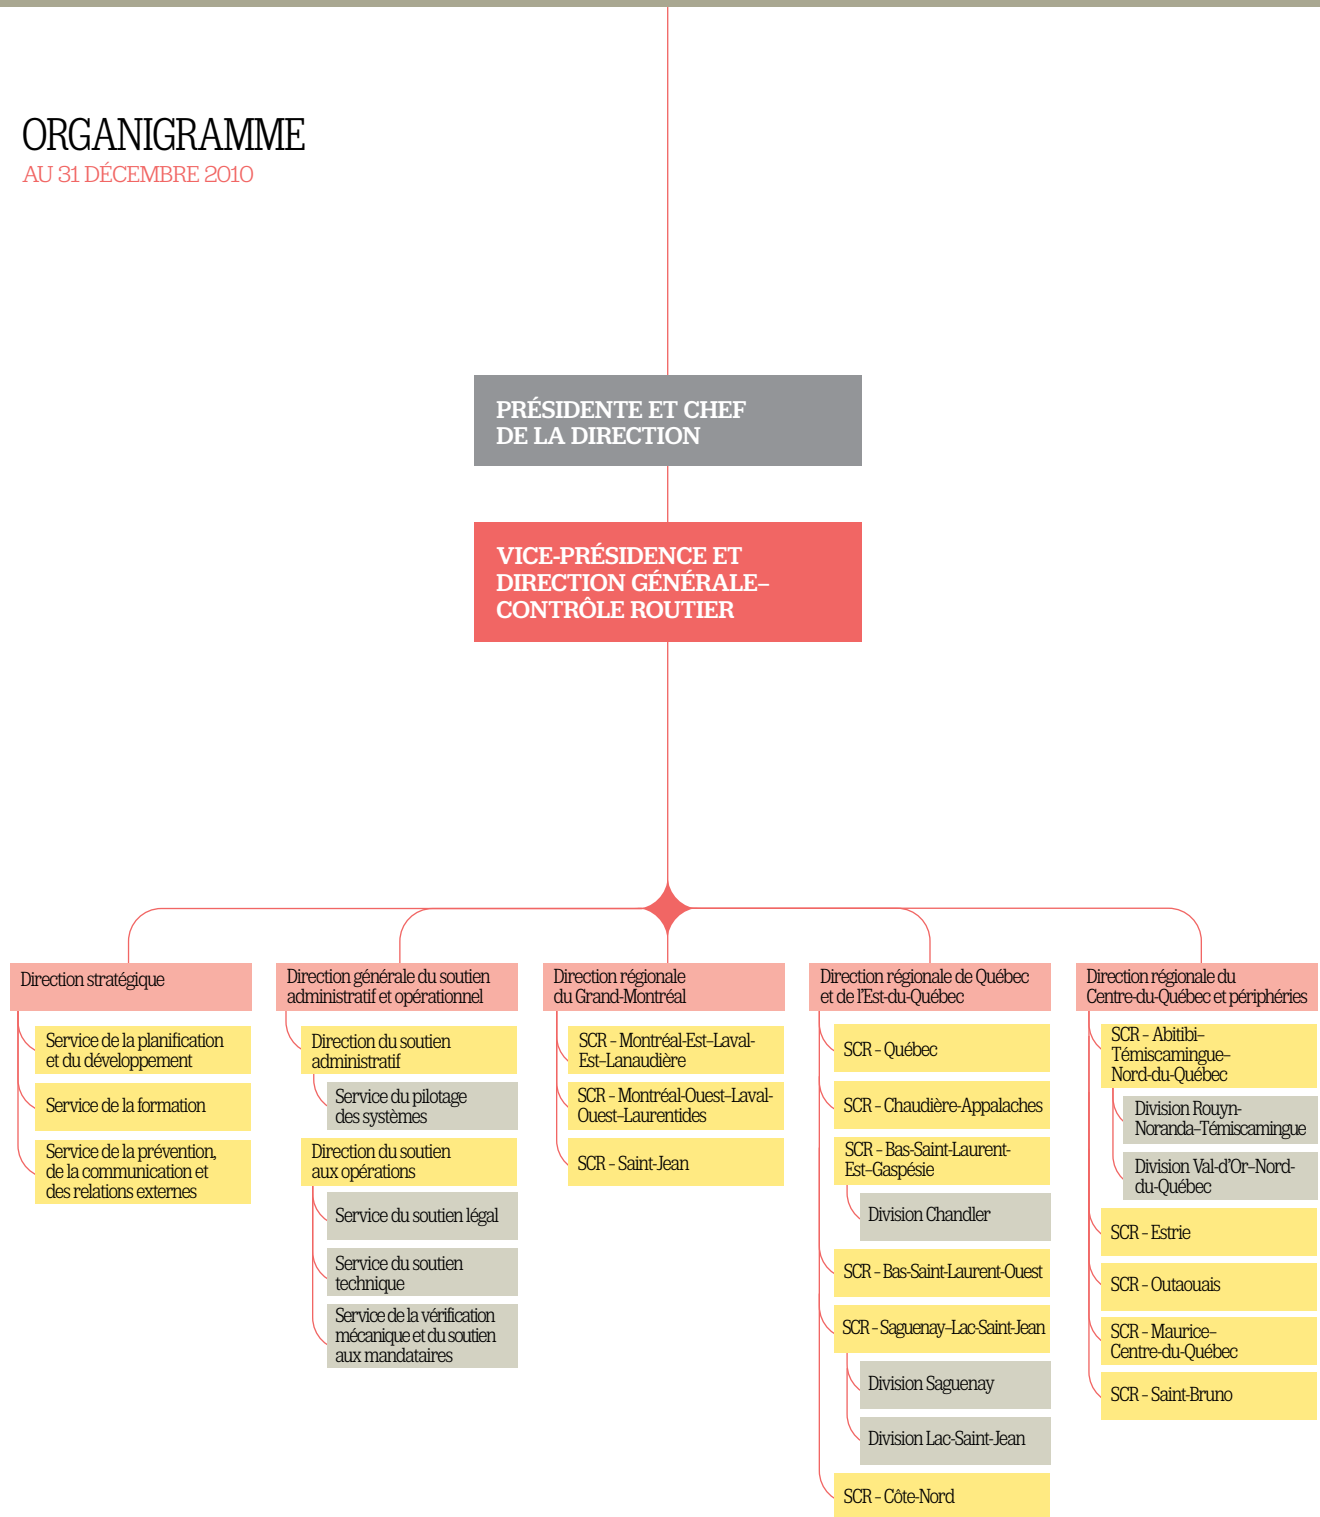 ORGANIGRAMME
AU 31 DÉCEMBRE 2010
PRÉSIDENTE ET CHEF
DE LA DIRECTION
VICE-PRÉSIDENCE ET
DIRECTION GÉNÉRALE–
CONTRÔLE ROUTIER
Direction stratégique
Service de la planification
et du développement
Service de la formation
Service de la prévention,
de la communication et
des relations externes
Direction générale du soutien
administratif et opérationnel
Direction du soutien
administratif
Service du pilotage
des systèmes
Direction du soutien
aux opérations
Service du soutien légal
Service du soutien
technique
Service de la vérification
mécanique et du soutien
aux mandataires
Direction régionale
du Grand-Montréal
SCR – Montréal-Est–Laval-
Est–Lanaudière
SCR – Montréal-Ouest–Laval-
Ouest–Laurentides
SCR – Saint-Jean
Direction régionale de Québec
et de l'Est-du-Québec
SCR – Québec
SCR – Chaudière-Appalaches
SCR – Bas-Saint-Laurent-
Est–Gaspésie
Division Chandler
SCR – Bas-Saint-Laurent-Ouest
SCR – Saguenay–Lac-Saint-Jean
Division Saguenay
Division Lac-Saint-Jean
SCR – Côte-Nord
Direction régionale du
Centre-du-Québec et périphéries
SCR – Abitibi–
Témiscamingue–
Nord-du-Québec
Division Rouyn-
Noranda–Témiscamingue
Division Val-d'Or–Nord-
du-Québec
SCR – Estrie
SCR – Outaouais
SCR – Maurice–
Centre-du-Québec
SCR – Saint-Bruno